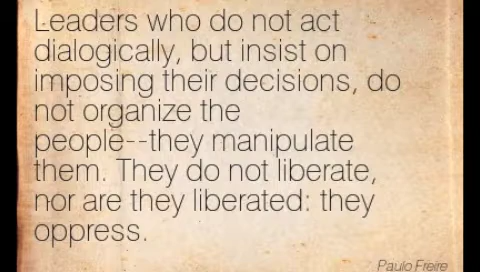 Leaders who do not act
dialogically, but insist on
imposing their decisions, do
not organize the
people--they manipulate
them. They do not liberate,
nor are they liberated: they
oppress.
Paulo Freire